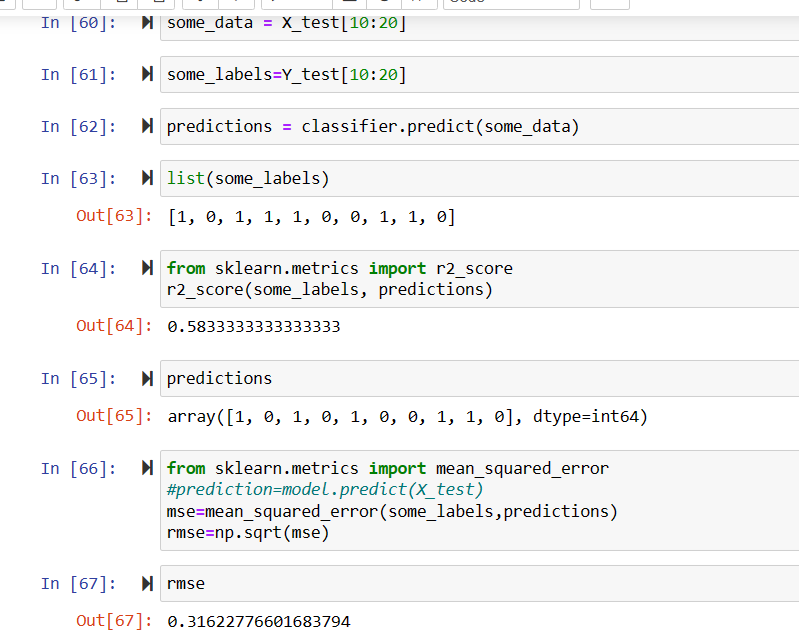 In [60]: some_data = X_test[10:20]
In [61]: some_labels=Y_test[10:20]
In [62]: predictions = classifier.predict(some_data)
In [63]: list(some_labels)
Out[63]: [1, 0, 1, 1, 1, 0, 0, 1, 1, 0]
In [64]: from sklearn.metrics import r2_score
r2_score(some_labels, predictions)
Out[64]: 0.5833333333333333
In [65]: predictions
Out[65]: array([1, 0, 1, 0, 1, 0, 0, 1, 1, 0], dtype=int64)
In [66]: from sklearn.metrics import mean_squared_error
#prediction=model.predict(X_test)
mse=mean_squared_error(some_labels,predictions)
rmse=np.sqrt(mse)
In [67]: rmse
Out[67]: 0.31622776601683794